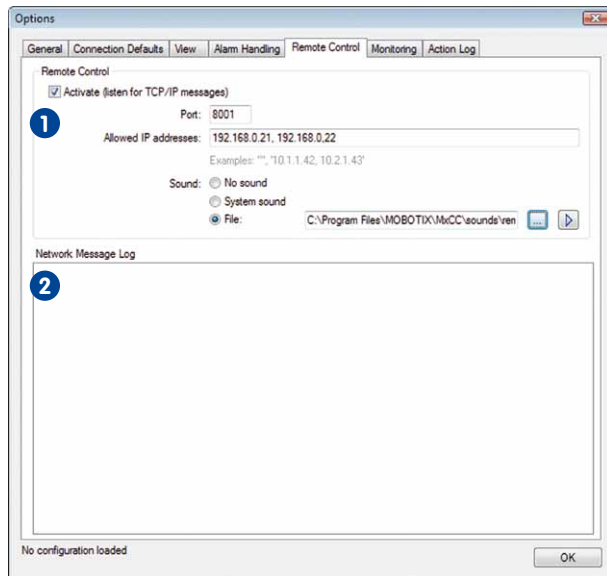 Options
General Connection Defaults View Alarm Handling Remote Control Monitoring Action Log
Remote Control
Activate (listen for TCP/IP messages)
1
Port: 8001
Allowed IP addresses: 192.168.0.21, 192.168.0,22
Examples: "*", "10.1.1.42, 10.2.1.43"
Sound: No sound
System sound
File: C:\Program Files\MOBOTIX\MxCC\sounds\ren ...
Network Message Log
2
No configuration loaded
OK